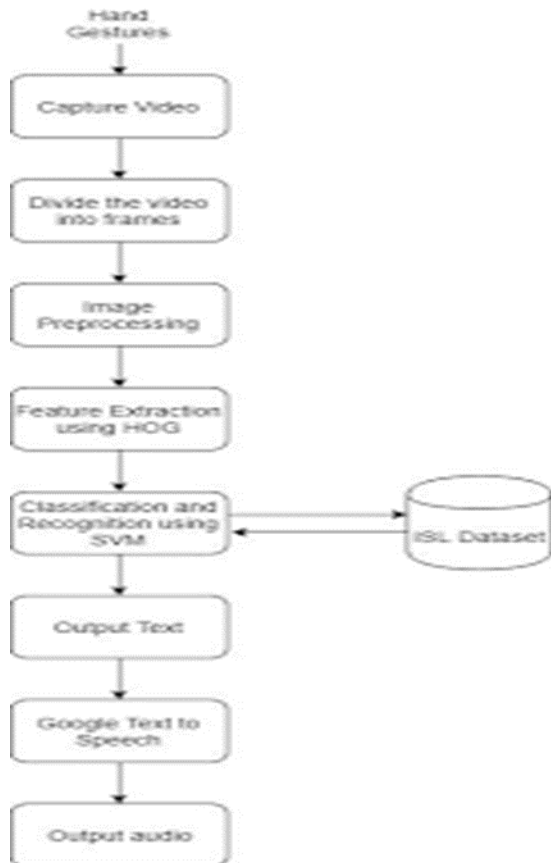 Hand
Gestures
Capture Video
Divide the video
into frames
Image
Preprocessing
Feature Extraction
using HOG
Classification and
Recognition using
SVM
ISL Dataset
Output Text
Google Text to
Speech
Output audio